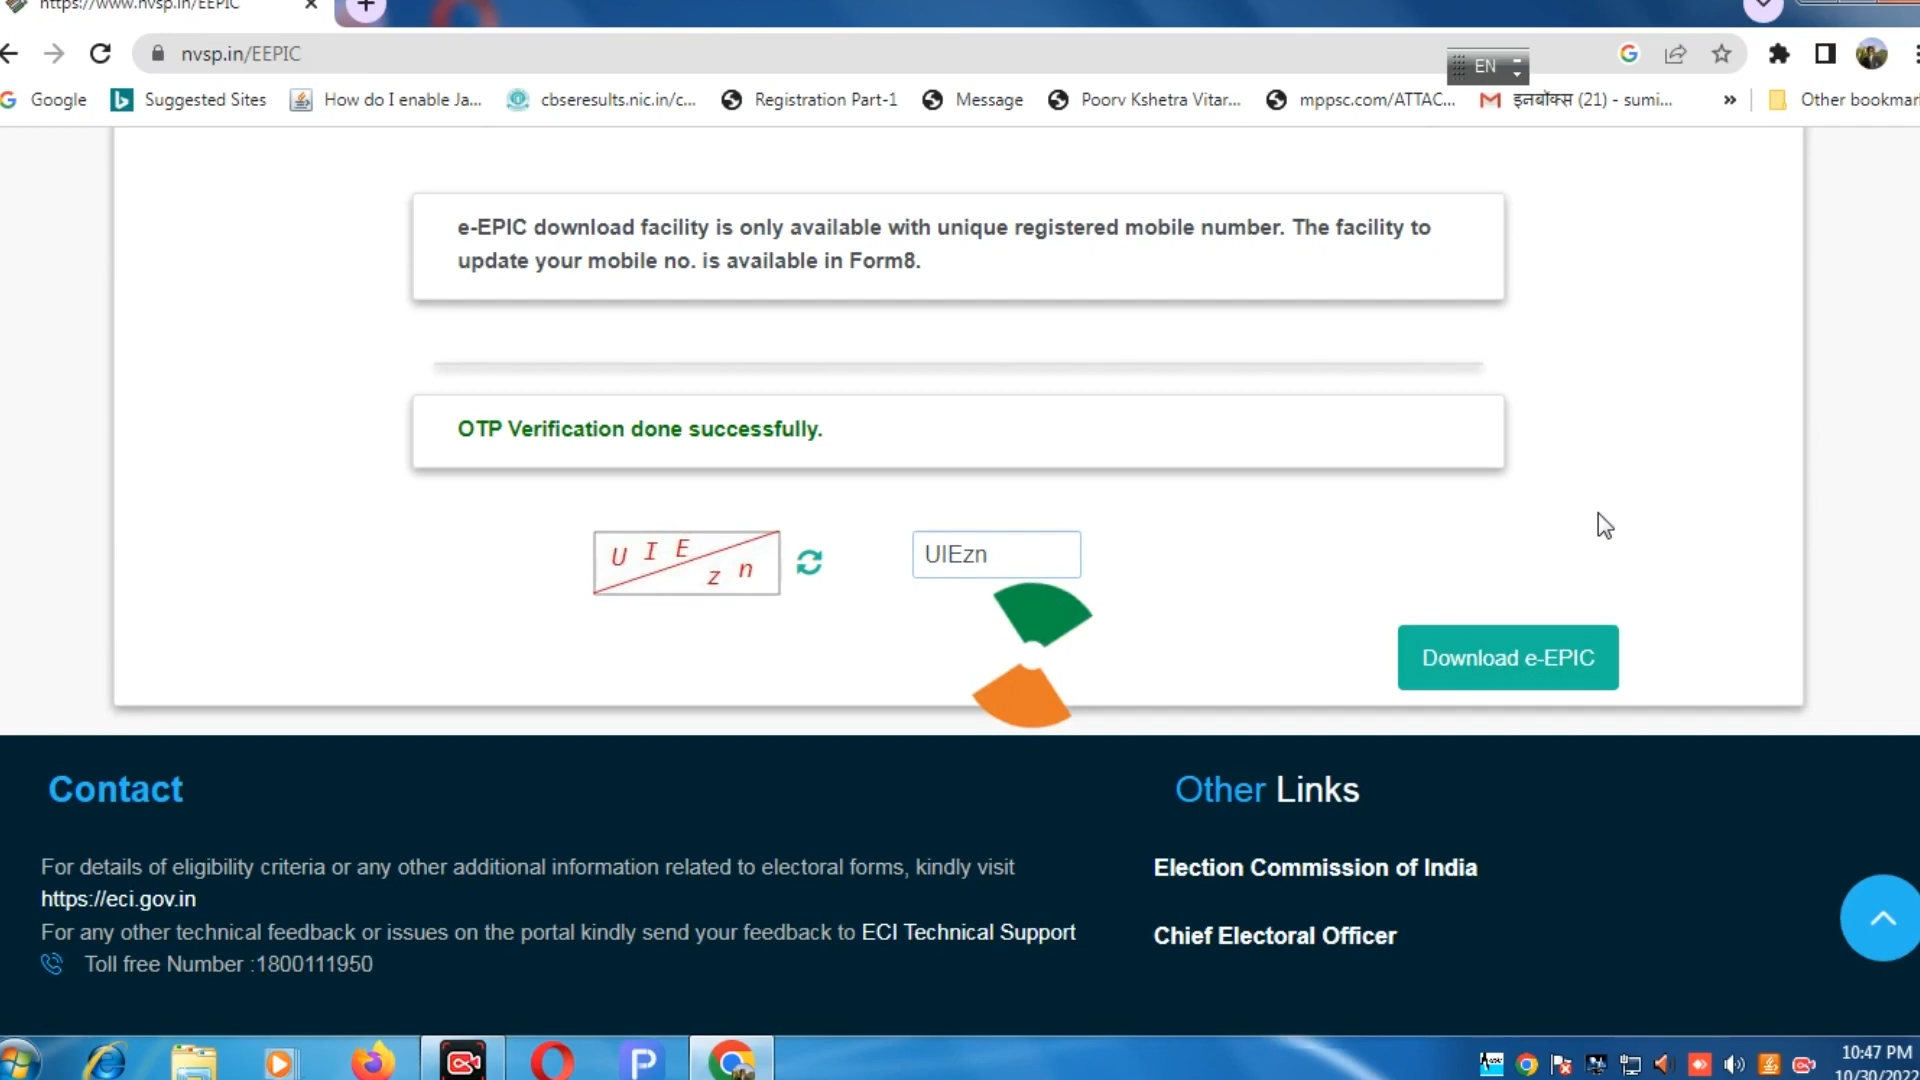 https://www.nvsp.in/EEPIC
nvsp.in/EEPIC
EN
Google
Suggested Sites
How do I enable Ja...
cbseresults.nic.in/c...
Registration Part-1
Message
Poorv Kshetra Vitar...
mppsc.com/ATTAC...
इनबॉक्स (21) - sumi...
»
Other bookmar
e-EPIC download facility is only available with unique registered mobile number. The facility to
update your mobile no. is available in Form8.
OTP Verification done successfully.
U I E z n
UIEzn
Download e-EPIC
Contact
For details of eligibility criteria or any other additional information related to electoral forms, kindly visit
https://eci.gov.in
For any other technical feedback or issues on the portal kindly send your feedback to ECI Technical Support
Toll free Number :1800111950
Other Links
Election Commission of India
Chief Electoral Officer
10:47 PM
10/30/2022